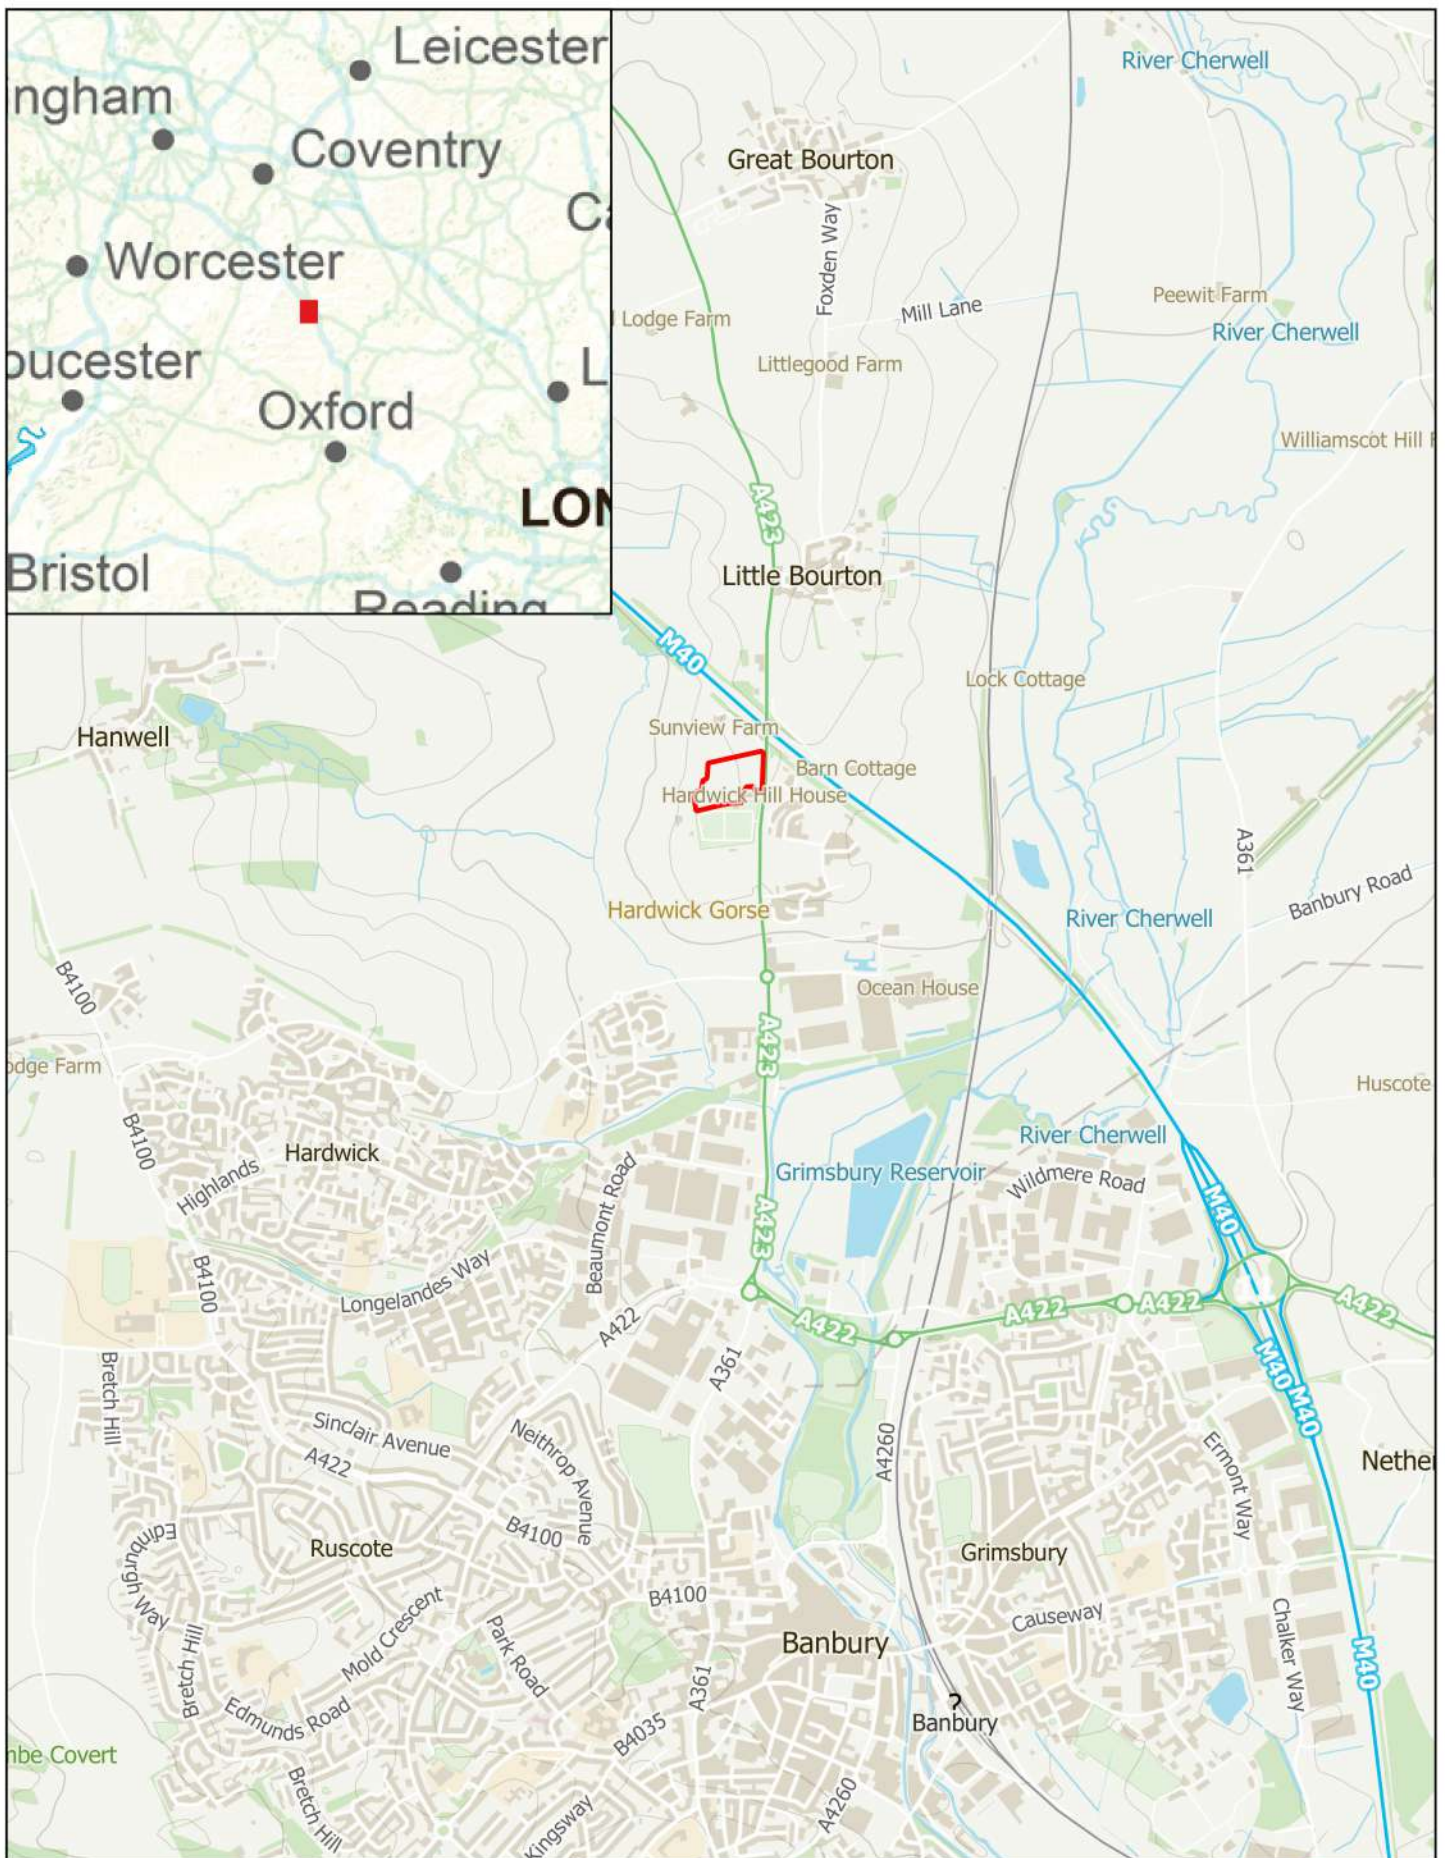 Leicester
ngham
Coventry
Ca
Worcester
oucester
L
Oxford
LON
Bristol
Reading
River Cherwell
Great Bourton
Foxden Way
Peewit Farm
Mill Lane
l Lodge Farm
River Cherwell
Littlegood Farm
Williamscot Hill F
A423
Little Bourton
M40
Lock Cottage
Sunview Farm
Hanwell
Barn Cottage
Hardwick Hill House
A361
Banbury Road
Hardwick Gorse
River Cherwell
B4100
Ocean House
A423
odge Farm
Huscote
B4100
River Cherwell
Hardwick
Grimsbury Reservoir
Wildmere Road
Highlands
Beaumont Road
A423
M40
B4100
Longelandes Way
A422
A422
A422
A422
A422
A361
M40
M40
Bretch Hill
Sinclair Avenue
Neithrop Avenue
A422
A4260
Ermont Way
Nether
B4100
Ruscote
Edinburgh Way
Grimsbury
B4100
Mold Crescent
Causeway
Park Road
Banbury
Chalker Way
Bretch Hill
A361
M40
Edmunds Road
?
Banbury
B4035
mbe Covert
Bretch Hill
Kingsway
A4260